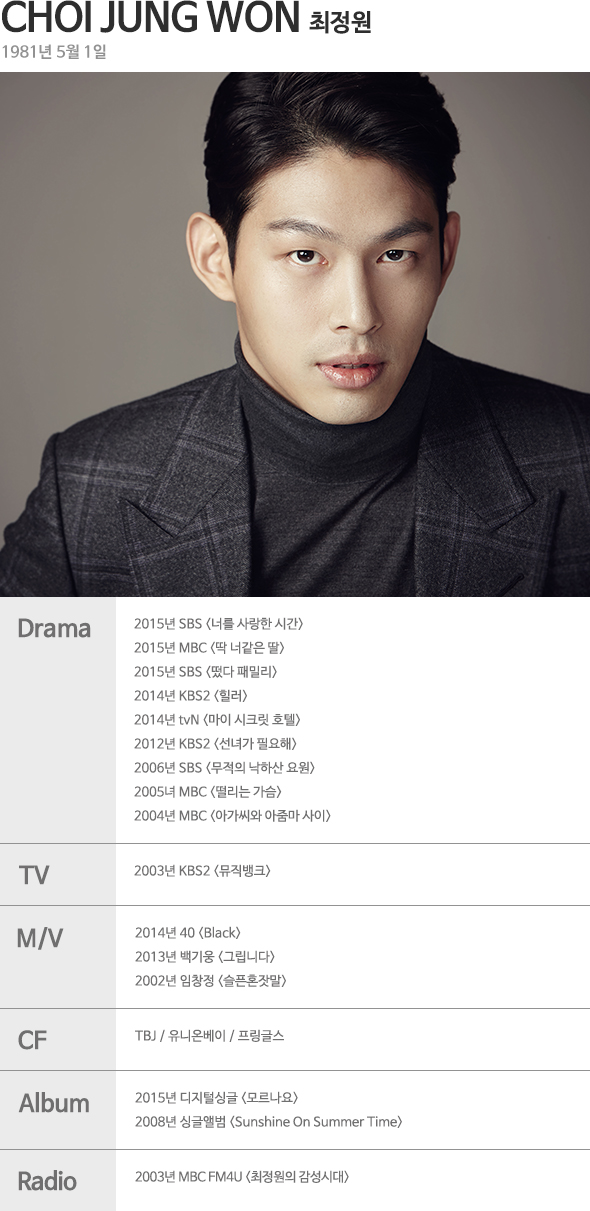 CHOI JUNG WON 최정원
1981년 5월 1일
Drama
2015년 SBS <너를 사랑한 시간>
2015년 MBC <딱 너같은 딸>
2015년 SBS <떴다 패밀리>
2014년 KBS2 <힐러>
2014년 tvN <마이 시크릿 호텔>
2012년 KBS2 <선녀가 필요해>
2006년 SBS <무적의 낙하산 요원>
2005녀 MBC <떨리는 가슴>
2004년 MBC <아가씨와 아줌마 사이>
TV
2003년 KBS2 <뮤직뱅크>
M/V
2014년 40 <Black>
2013년 백기웅 <그립니다>
2002년 임창정 <슬픈혼잣말>
CF
TBJ / 유니온베이 / 프링글스
Album
2015년 디지털싱글 <모르나요>
2008년 싱글앨범 <Sunshine On Summer Time>
Radio
2003년 MBC FM4U <최정원의 감성시대>